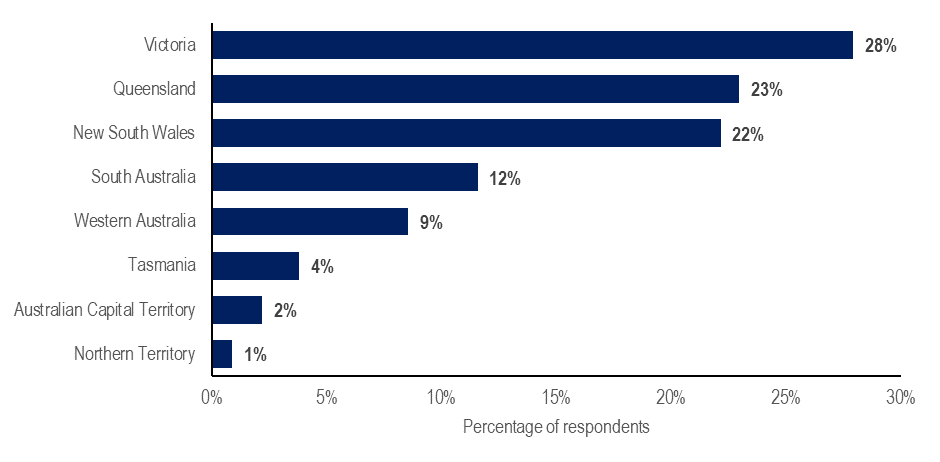 Victoria 28%
Queensland 23%
New South Wales 22%
South Australia 12%
Western Australia 9%
Tasmania 4%
Australian Capital Territory 2%
Northern Territory 1%
0% 5% 10% 15% 20% 25% 30%
Percentage of respondents